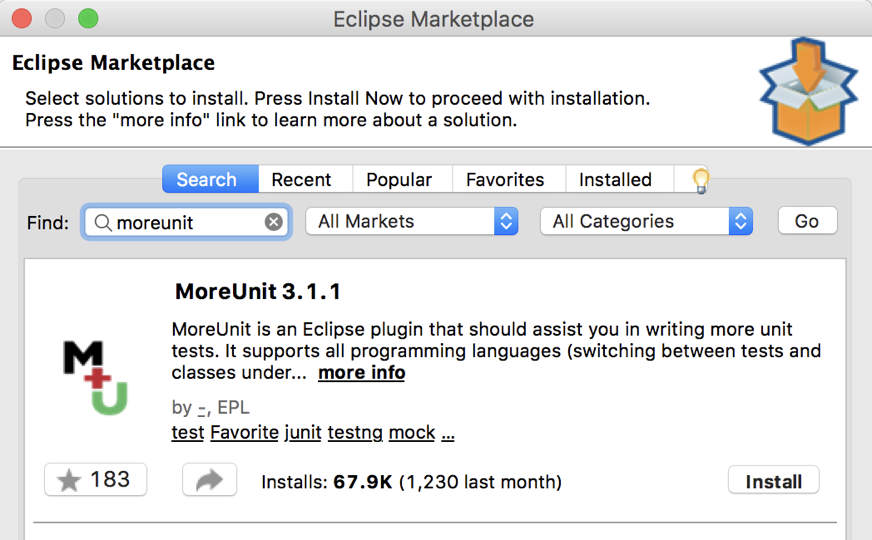 Eclipse Marketplace
Eclipse Marketplace
Select solutions to install. Press Install Now to proceed with installation.
Press the "more info" link to learn more about a solution.
Search Recent Popular Favorites Installed
Find: moreunit All Markets All Categories Go
MoreUnit 3.1.1
MoreUnit is an Eclipse plugin that should assist you in writing more unit
tests. It supports all programming languages (switching between tests and
classes under... more info
M+U
by -, EPL
test Favorite junit testng mock ...
183 Installs: 67.9K (1,230 last month) Install